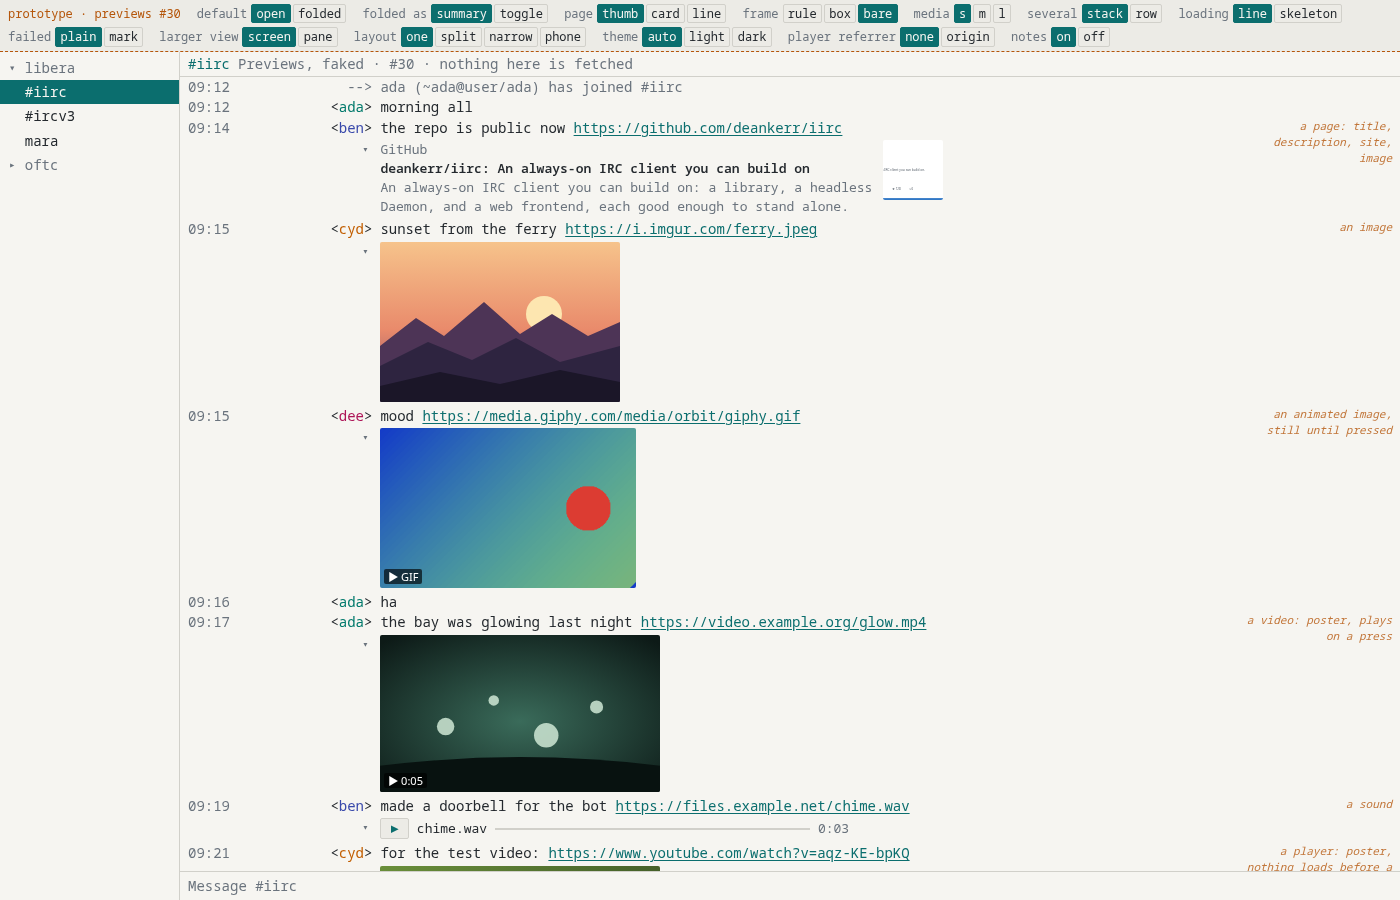 prototype · previews #30 default open folded folded as summary toggle page thumb card line frame rule box bare media s m l several stack row loading line skeleton
failed plain mark larger view screen pane layout one split narrow phone theme auto light dark player referrer none origin notes on off
▾ libera
#iirc
#ircv3
mara
▸ oftc
#iirc Previews, faked · #30 · nothing here is fetched
09:12 --> ada (~ada@user/ada) has joined #iirc
09:12 <ada> morning all
09:14 <ben> the repo is public now https://github.com/deankerr/iirc
a page: title,
description, site,
image
▾ GitHub
deankerr/iirc: An always-on IRC client you can build on
An always-on IRC client you can build on: a library, a headless
Daemon, and a web frontend, each good enough to stand alone.
09:15 <cyd> sunset from the ferry https://i.imgur.com/ferry.jpeg
an image
09:15 <dee> mood https://media.giphy.com/media/orbit/giphy.gif
an animated image,
still until pressed
▶ GIF
09:16 <ada> ha
09:17 <ada> the bay was glowing last night https://video.example.org/glow.mp4
a video: poster, plays
on a press
▶ 0:05
09:19 <ben> made a doorbell for the bot https://files.example.net/chime.wav
a sound
▾ ▶ chime.wav 0:03
09:21 <cyd> for the test video: https://www.youtube.com/watch?v=aqz-KE-bpKQ
a player: poster,
nothing loads before a
Message #iirc